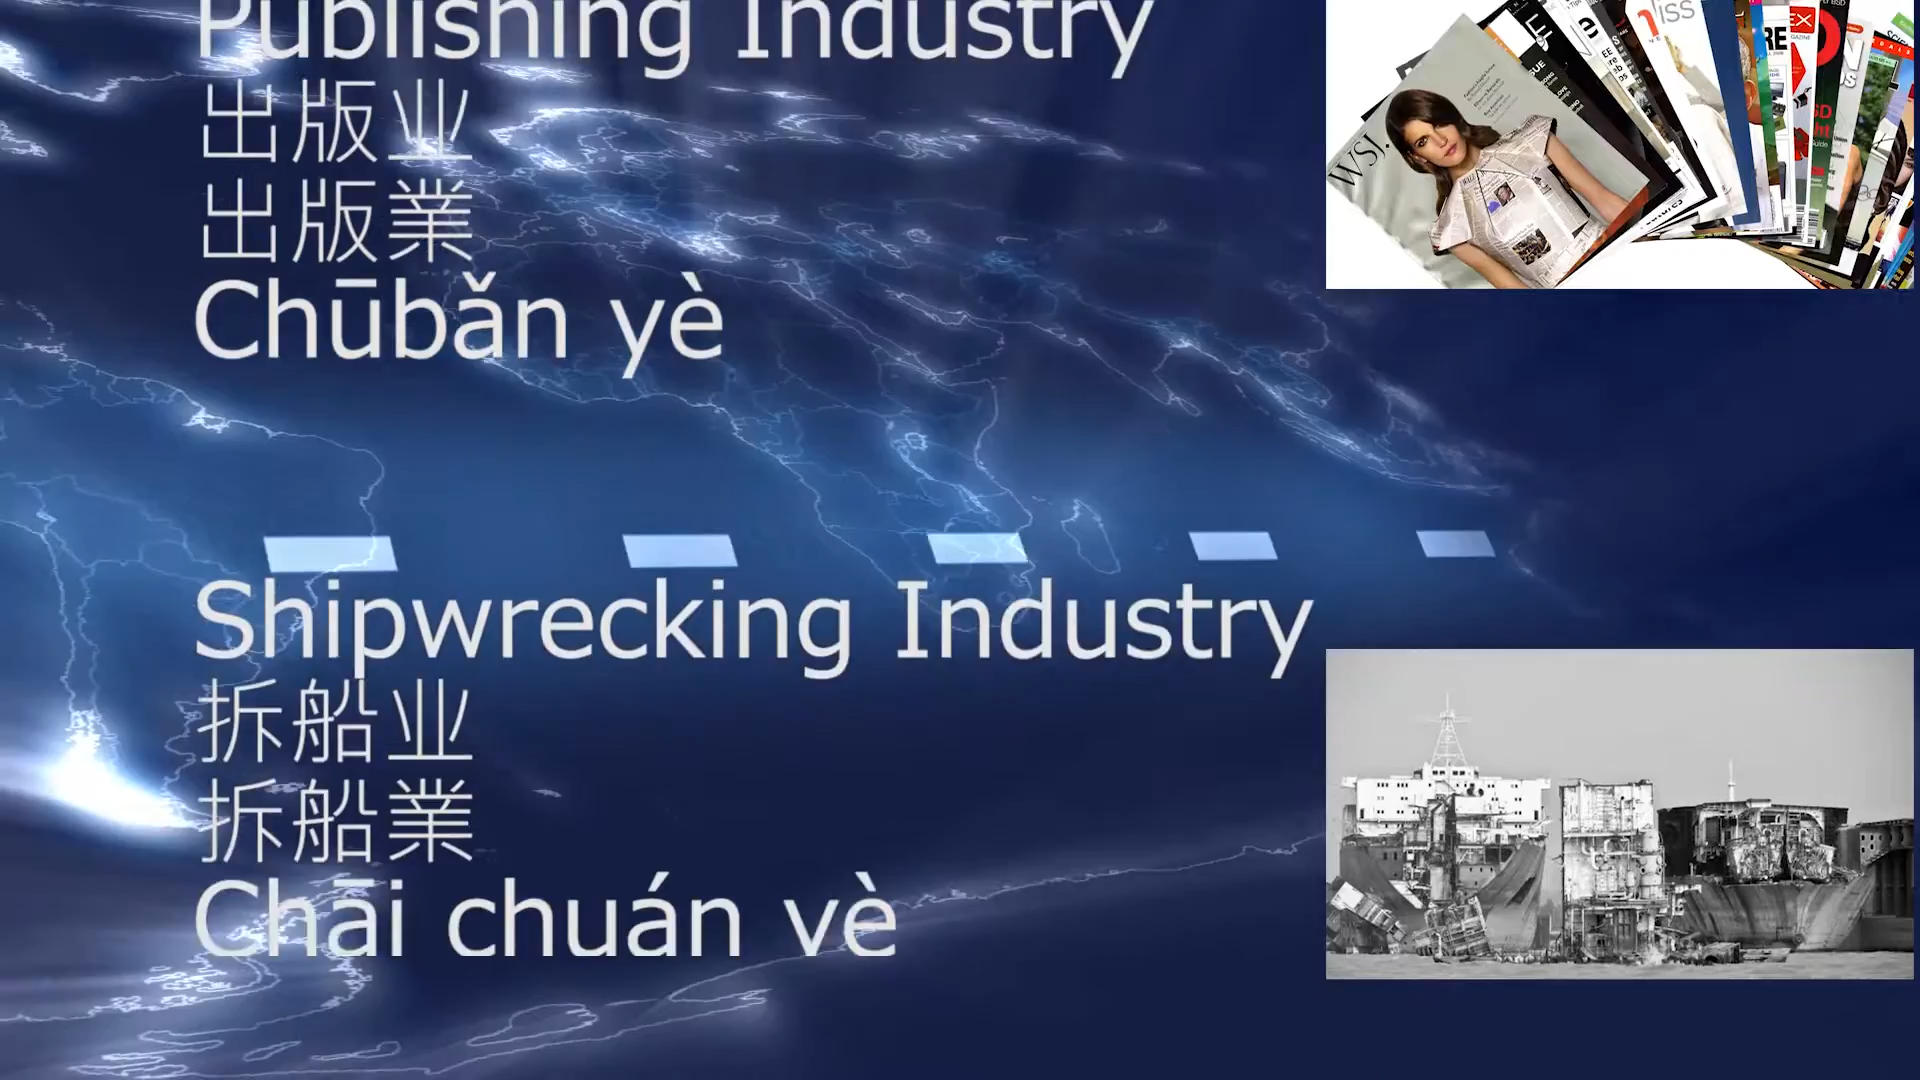 Publishing Industry
出版业
出版業
Chūbǎn yè
WSJ.
Shipwrecking Industry
拆船业
拆船業
Chāi chuán yè